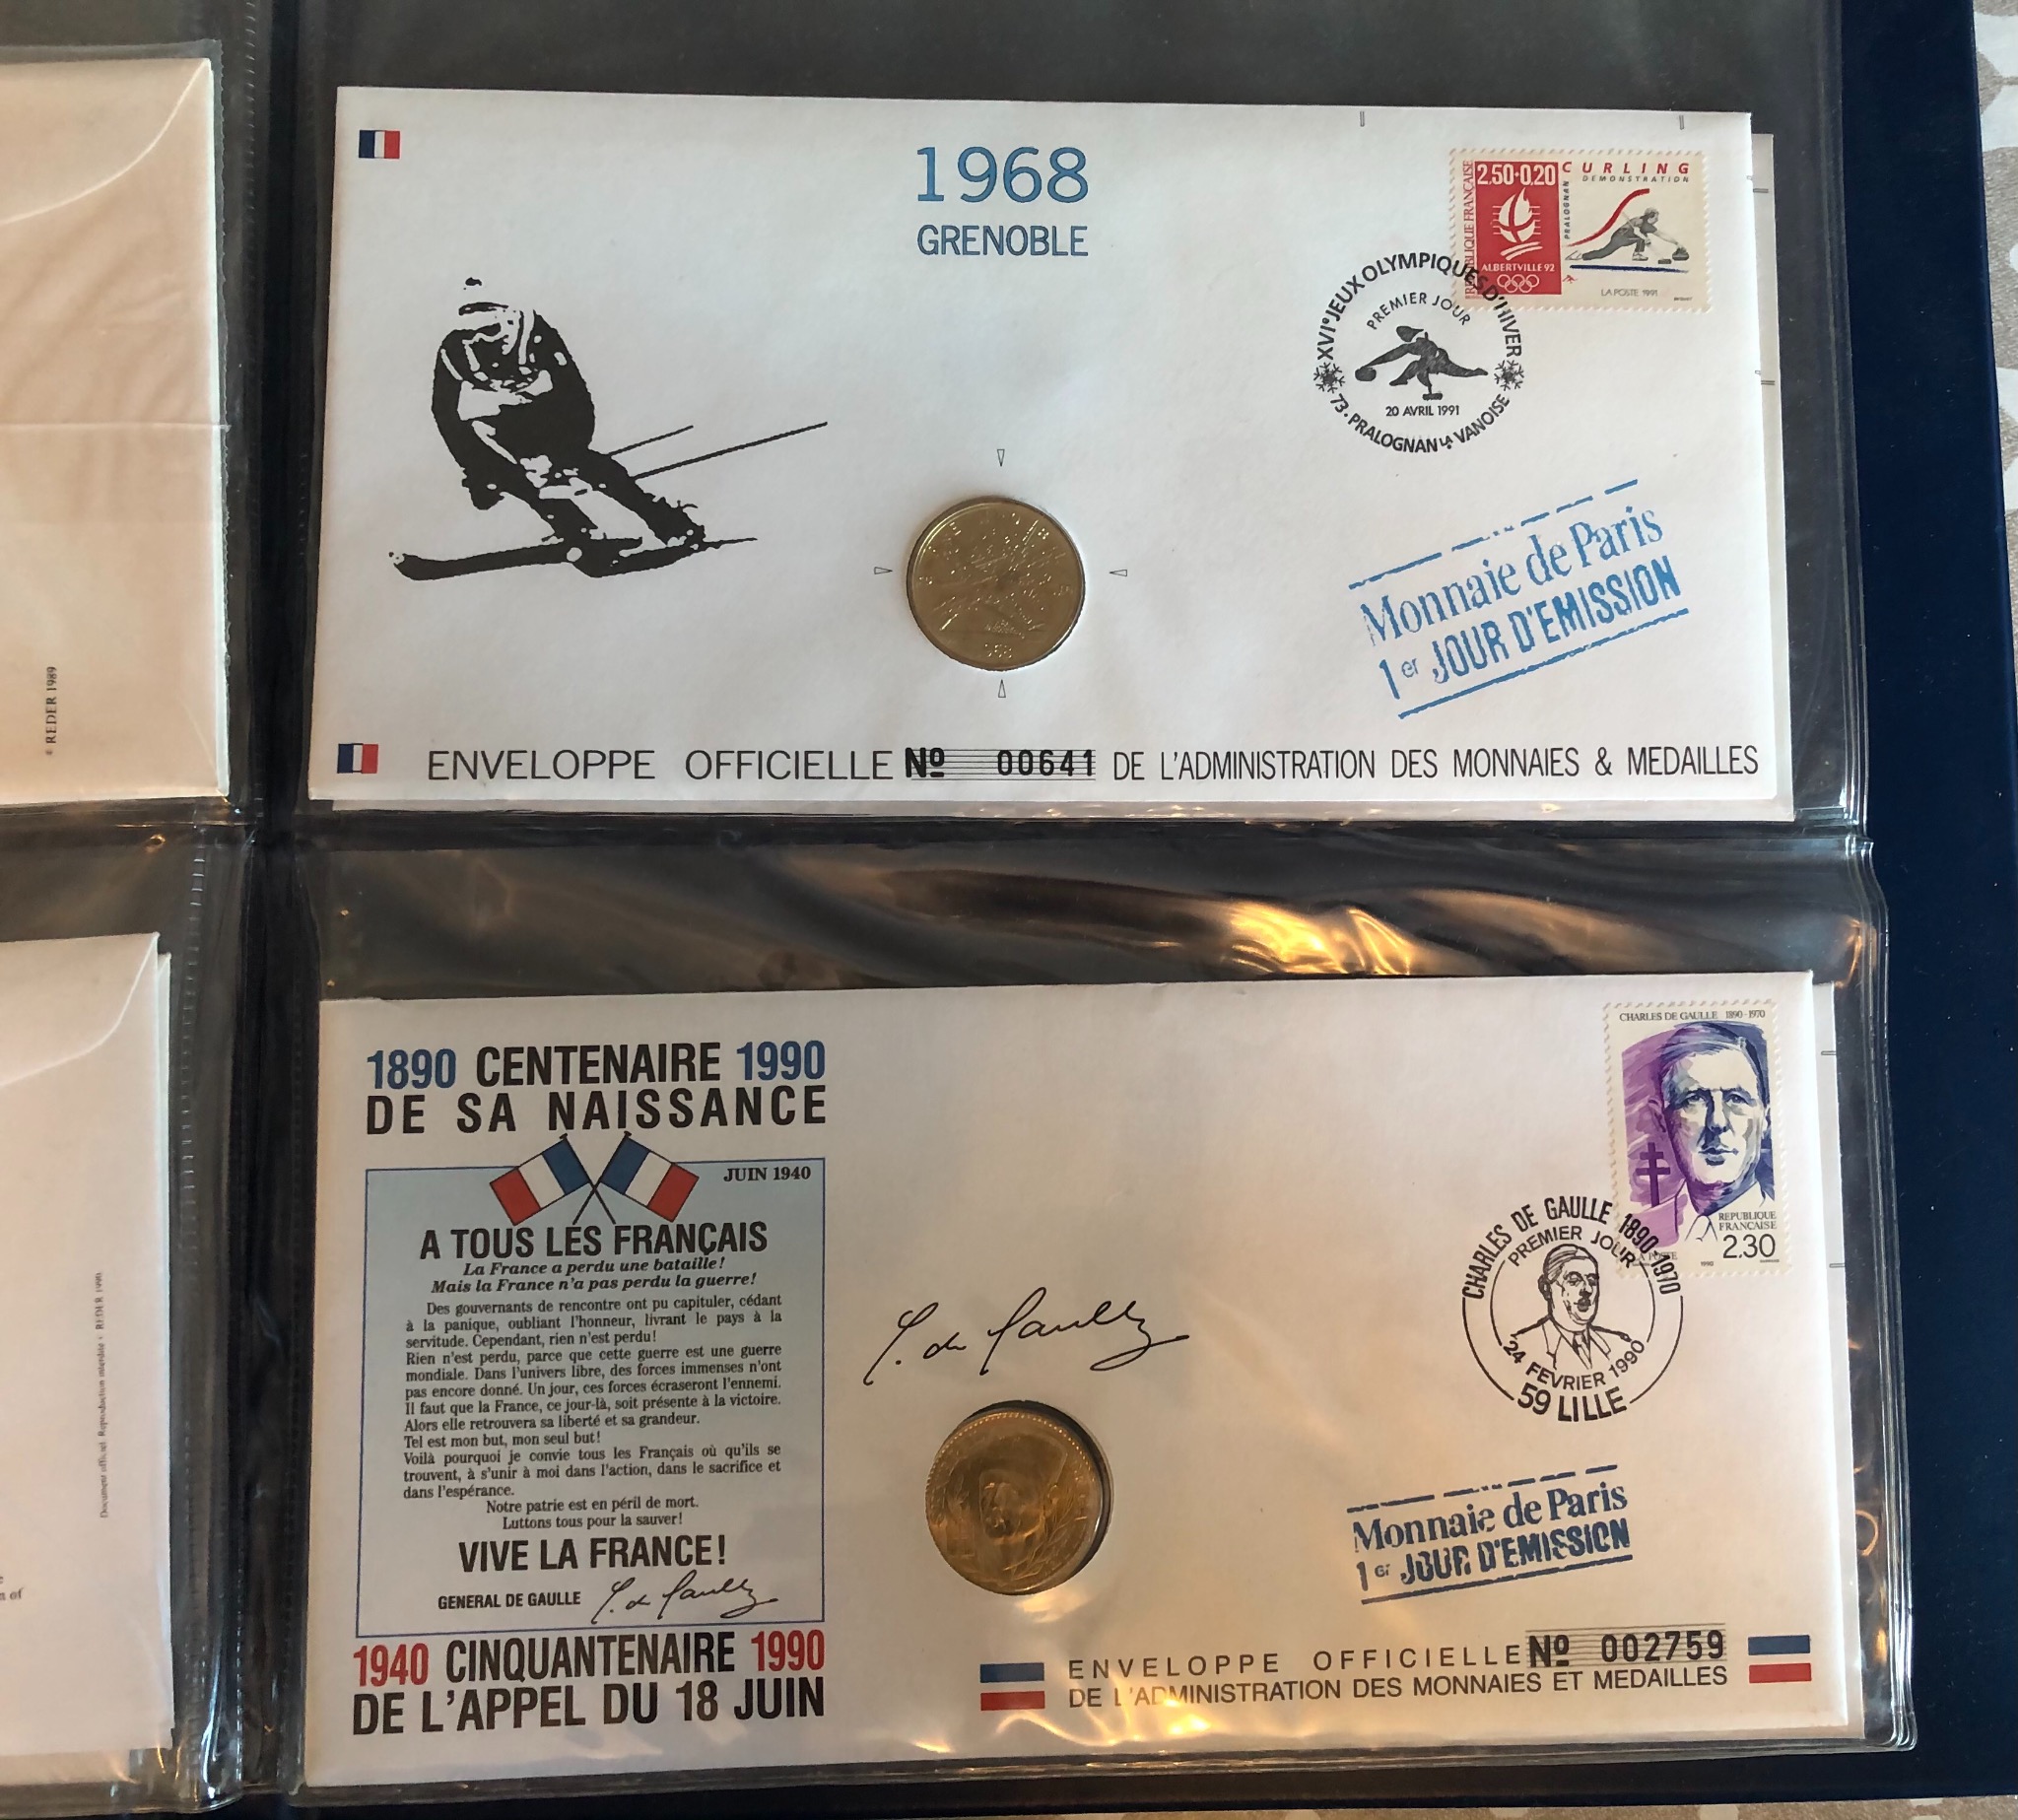 © REDER 1989
1968
GRENOBLE
REPUBLIQUE FRANÇAISE
2.50+0.20
ALBERTVILLE 92
CURLING
DEMONSTRATION
PRALOGNAN
LA POSTE 1991
XVIᵉ JEUX OLYMPIQUES D'HIVER
PREMIER JOUR
20 AVRIL 1991
73 · PRALOGNAN LA VANOISE
Monnaie de Paris
1er JOUR D'EMISSION
ENVELOPPE OFFICIELLE Nº 00641 DE L'ADMINISTRATION DES MONNAIES & MEDAILLES
Document officiel Reproduction interdite · REDER 1990
n of
1890 CENTENAIRE 1990
DE SA NAISSANCE
JUIN 1940
A TOUS LES FRANÇAIS
La France a perdu une bataille!
Mais la France n'a pas perdu la guerre!
Des gouvernants de rencontre ont pu capituler, cédant
à la panique, oubliant l'honneur, livrant le pays à la
servitude. Cependant, rien n'est perdu!
Rien n'est perdu, parce que cette guerre est une guerre
mondiale. Dans l'univers libre, des forces immenses n'ont
pas encore donné. Un jour, ces forces écraseront l'ennemi.
Il faut que la France, ce jour-là, soit présente à la victoire.
Alors elle retrouvera sa liberté et sa grandeur.
Tel est mon but, mon seul but!
Voilà pourquoi je convie tous les Français où qu'ils se
trouvent, à s'unir à moi dans l'action, dans le sacrifice et
dans l'espérance.
Notre patrie est en péril de mort.
Luttons tous pour la sauver!
VIVE LA FRANCE!
GENERAL DE GAULLE C. de Gaulle
1940 CINQUANTENAIRE 1990
DE L'APPEL DU 18 JUIN
C. de Gaulle
CHARLES DE GAULLE 1890-1970
REPUBLIQUE
FRANÇAISE
2.30
1990
CHARLES DE GAULLE 1890-1970
PREMIER JOUR
24 FEVRIER 1990
59 LILLE
Monnaie de Paris
1er JOUR D'EMISSION
ENVELOPPE OFFICIELLE Nº 002759
DE L'ADMINISTRATION DES MONNAIES ET MEDAILLES